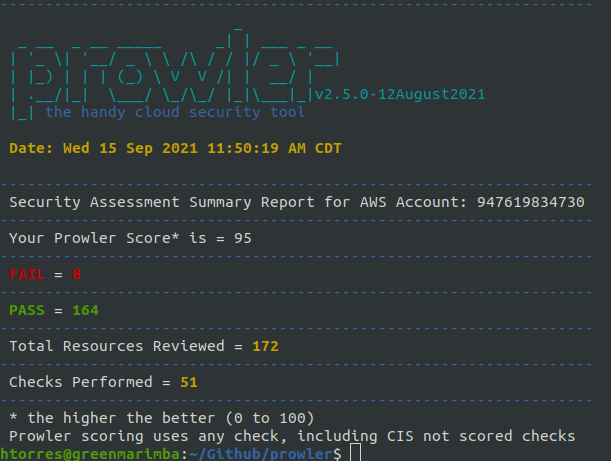 prowler
v2.5.0-12August2021
the handy cloud security tool
Date: Wed 15 Sep 2021 11:50:19 AM CDT
Security Assessment Summary Report for AWS Account: 947619834730
Your Prowler Score* is = 95
FAIL = 8
PASS = 164
Total Resources Reviewed = 172
Checks Performed = 51
* the higher the better (0 to 100)
Prowler scoring uses any check, including CIS not scored checks
htorres@greenmarimba:~/Github/prowler$